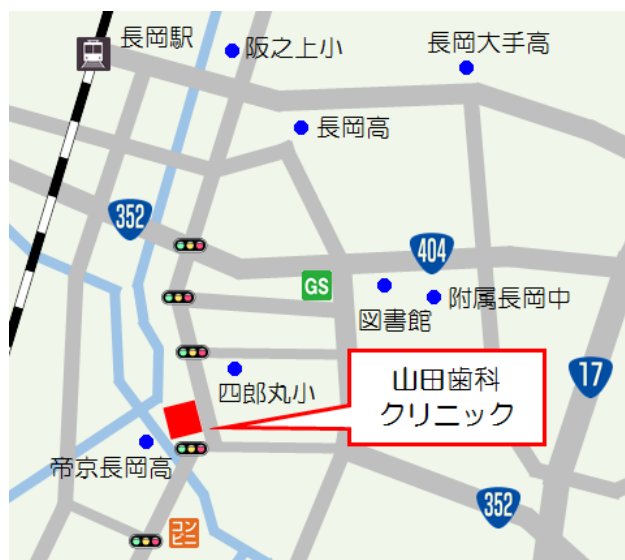 長岡駅
阪之上小
長岡大手高
長岡高
352
404
GS
図書館
附属長岡中
17
四郎丸小
山田歯科
クリニック
帝京長岡高
352
コン
ビニ